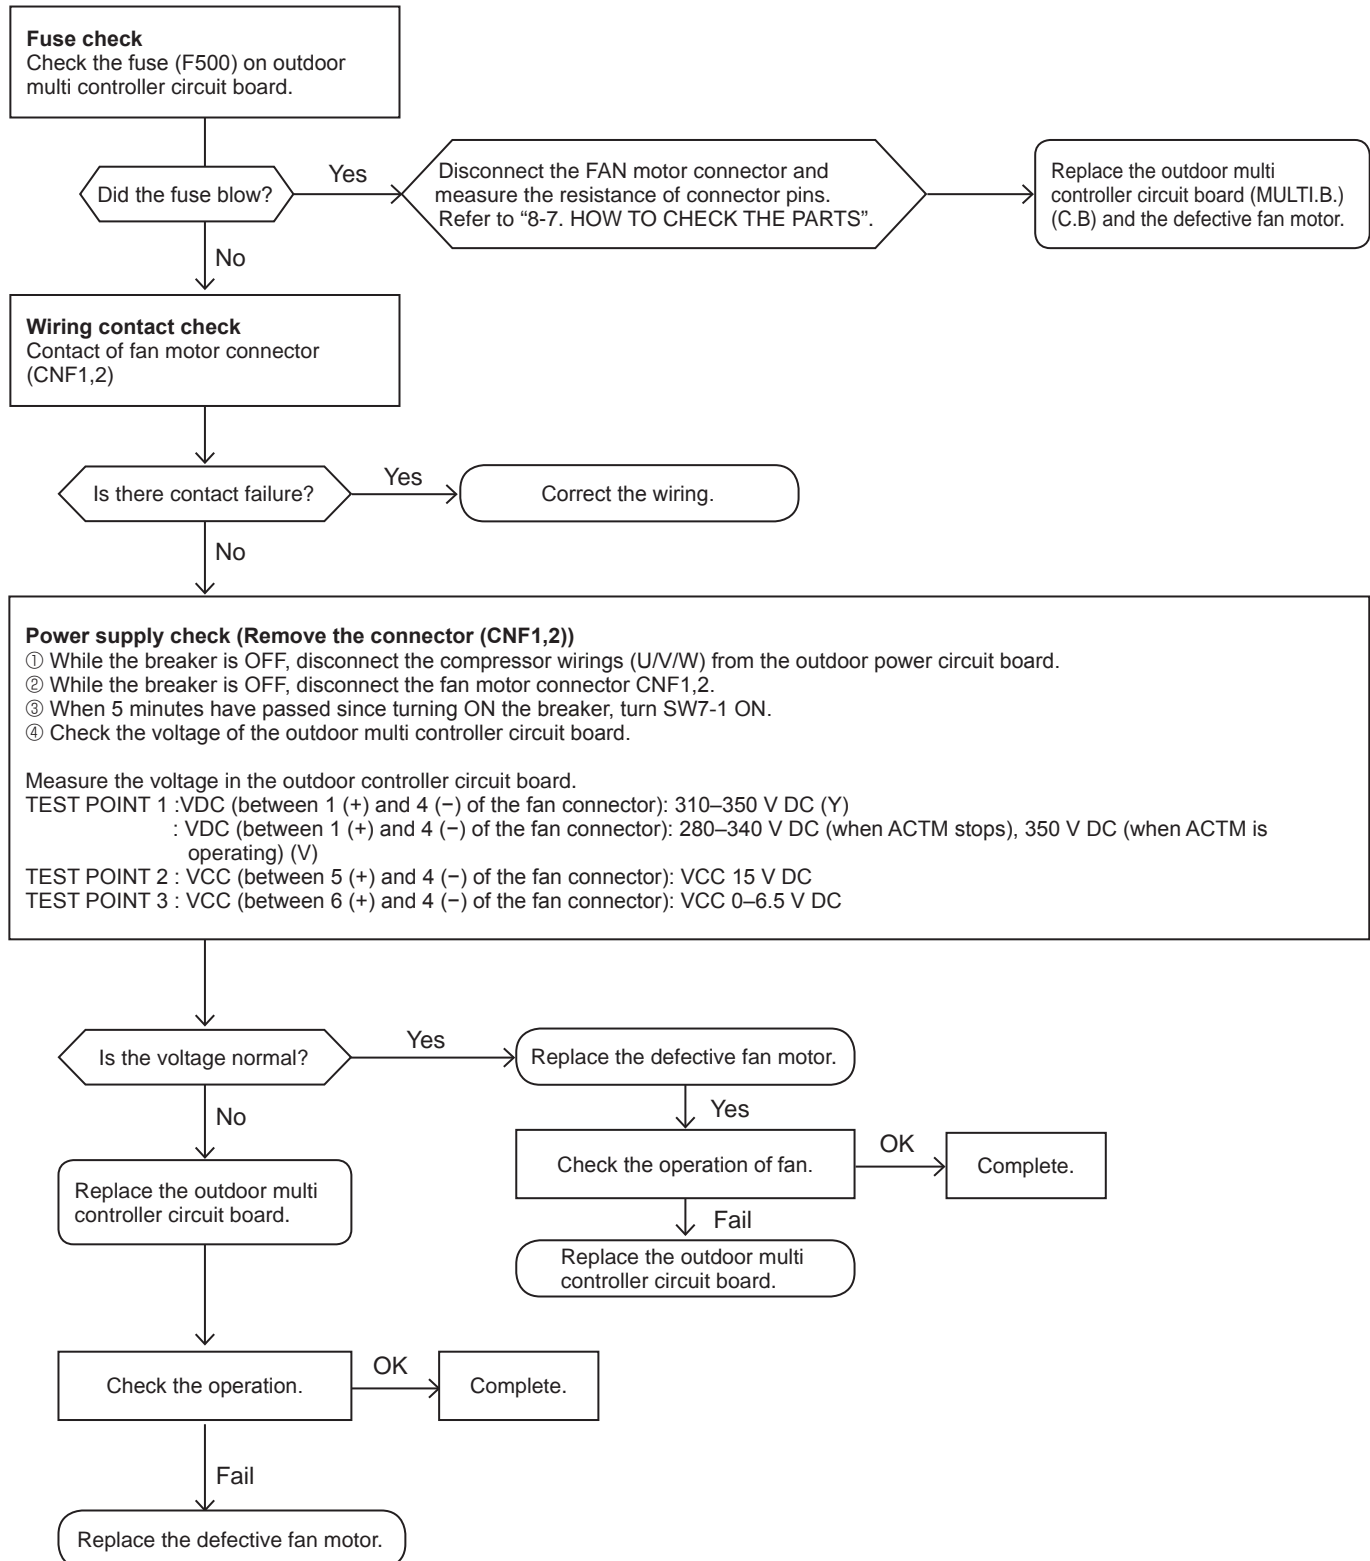 Fuse check
Check the fuse (F500) on outdoor
multi controller circuit board.
Did the fuse blow?
Yes
Disconnect the FAN motor connector and
measure the resistance of connector pins.
Refer to “8-7. HOW TO CHECK THE PARTS”.
Replace the outdoor multi
controller circuit board (MULTI.B.)
(C.B) and the defective fan motor.
No
Wiring contact check
Contact of fan motor connector
(CNF1,2)
Is there contact failure?
Yes
Correct the wiring.
No
Power supply check (Remove the connector (CNF1,2))
① While the breaker is OFF, disconnect the compressor wirings (U/V/W) from the outdoor power circuit board.
② While the breaker is OFF, disconnect the fan motor connector CNF1,2.
③ When 5 minutes have passed since turning ON the breaker, turn SW7-1 ON.
④ Check the voltage of the outdoor multi controller circuit board.
Measure the voltage in the outdoor controller circuit board.
TEST POINT 1 :VDC (between 1 (+) and 4 (−) of the fan connector): 310–350 V DC (Y)
: VDC (between 1 (+) and 4 (−) of the fan connector): 280–340 V DC (when ACTM stops), 350 V DC (when ACTM is
operating) (V)
TEST POINT 2 : VCC (between 5 (+) and 4 (−) of the fan connector): VCC 15 V DC
TEST POINT 3 : VCC (between 6 (+) and 4 (−) of the fan connector): VCC 0–6.5 V DC
Is the voltage normal?
Yes
Replace the defective fan motor.
No
Yes
Check the operation of fan.
OK
Complete.
Replace the outdoor multi
controller circuit board.
Fail
Replace the outdoor multi
controller circuit board.
Check the operation.
OK
Complete.
Fail
Replace the defective fan motor.